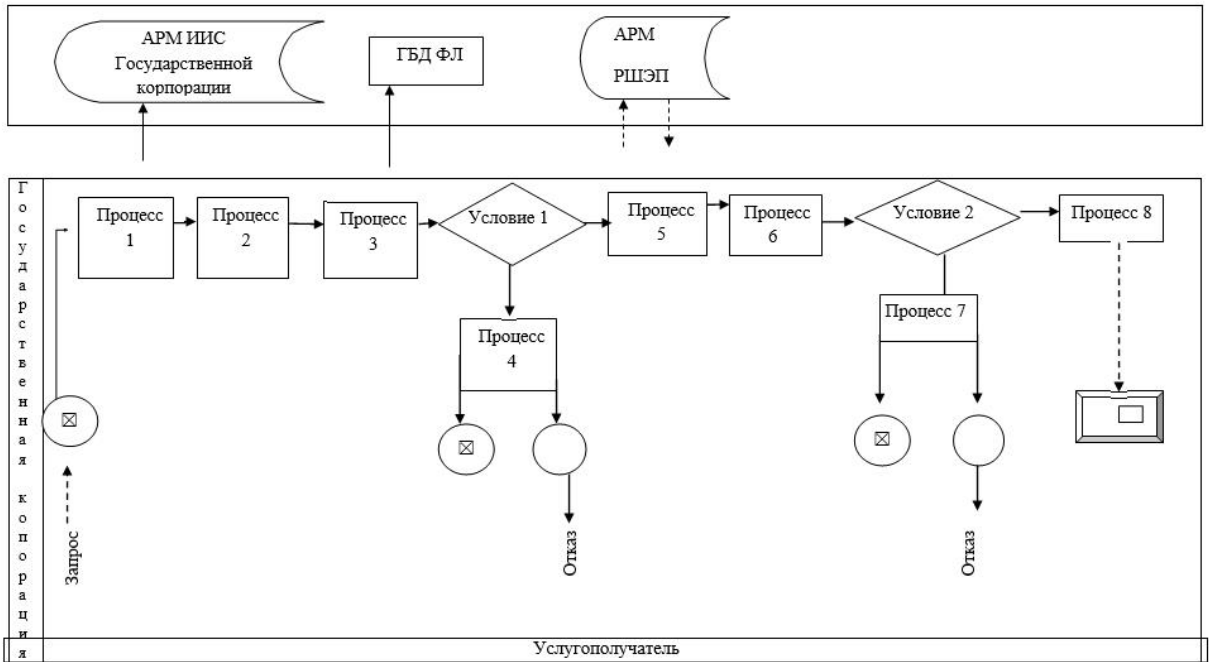 АРМ ИИС
Государственной
корпорации
ГБД ФЛ
АРМ
РШЭП
Государственная копорация
Процесс
1
Процесс
2
Процесс
3
Условие 1
Процесс
5
Процесс
6
Условие 2
Процесс 8
Процесс
4
Процесс 7
Запрос
Отказ
Отказ
Услугополучатель